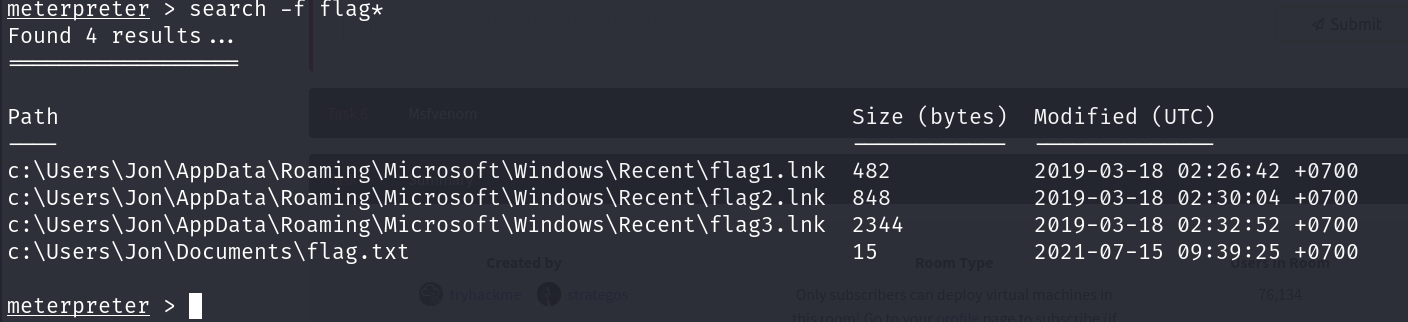 meterpreter > search -f flag*
Found 4 results...
Submit
Path Size (bytes) Modified (UTC)
Task 5 Msfvenom
c:\Users\Jon\AppData\Roaming\Microsoft\Windows\Recent\flag1.lnk 482 2019-03-18 02:26:42 +0700
c:\Users\Jon\AppData\Roaming\Microsoft\Windows\Recent\flag2.lnk 848 2019-03-18 02:30:04 +0700
c:\Users\Jon\AppData\Roaming\Microsoft\Windows\Recent\flag3.lnk 2344 2019-03-18 02:32:52 +0700
c:\Users\Jon\Documents\flag.txt 15 2021-07-15 09:39:25 +0700
Created by Room Type Users in Room
tryhackme strategos Only subscribers can deploy virtual machines in 76,134
this room! Go to your profile page to subscribe (if
meterpreter >